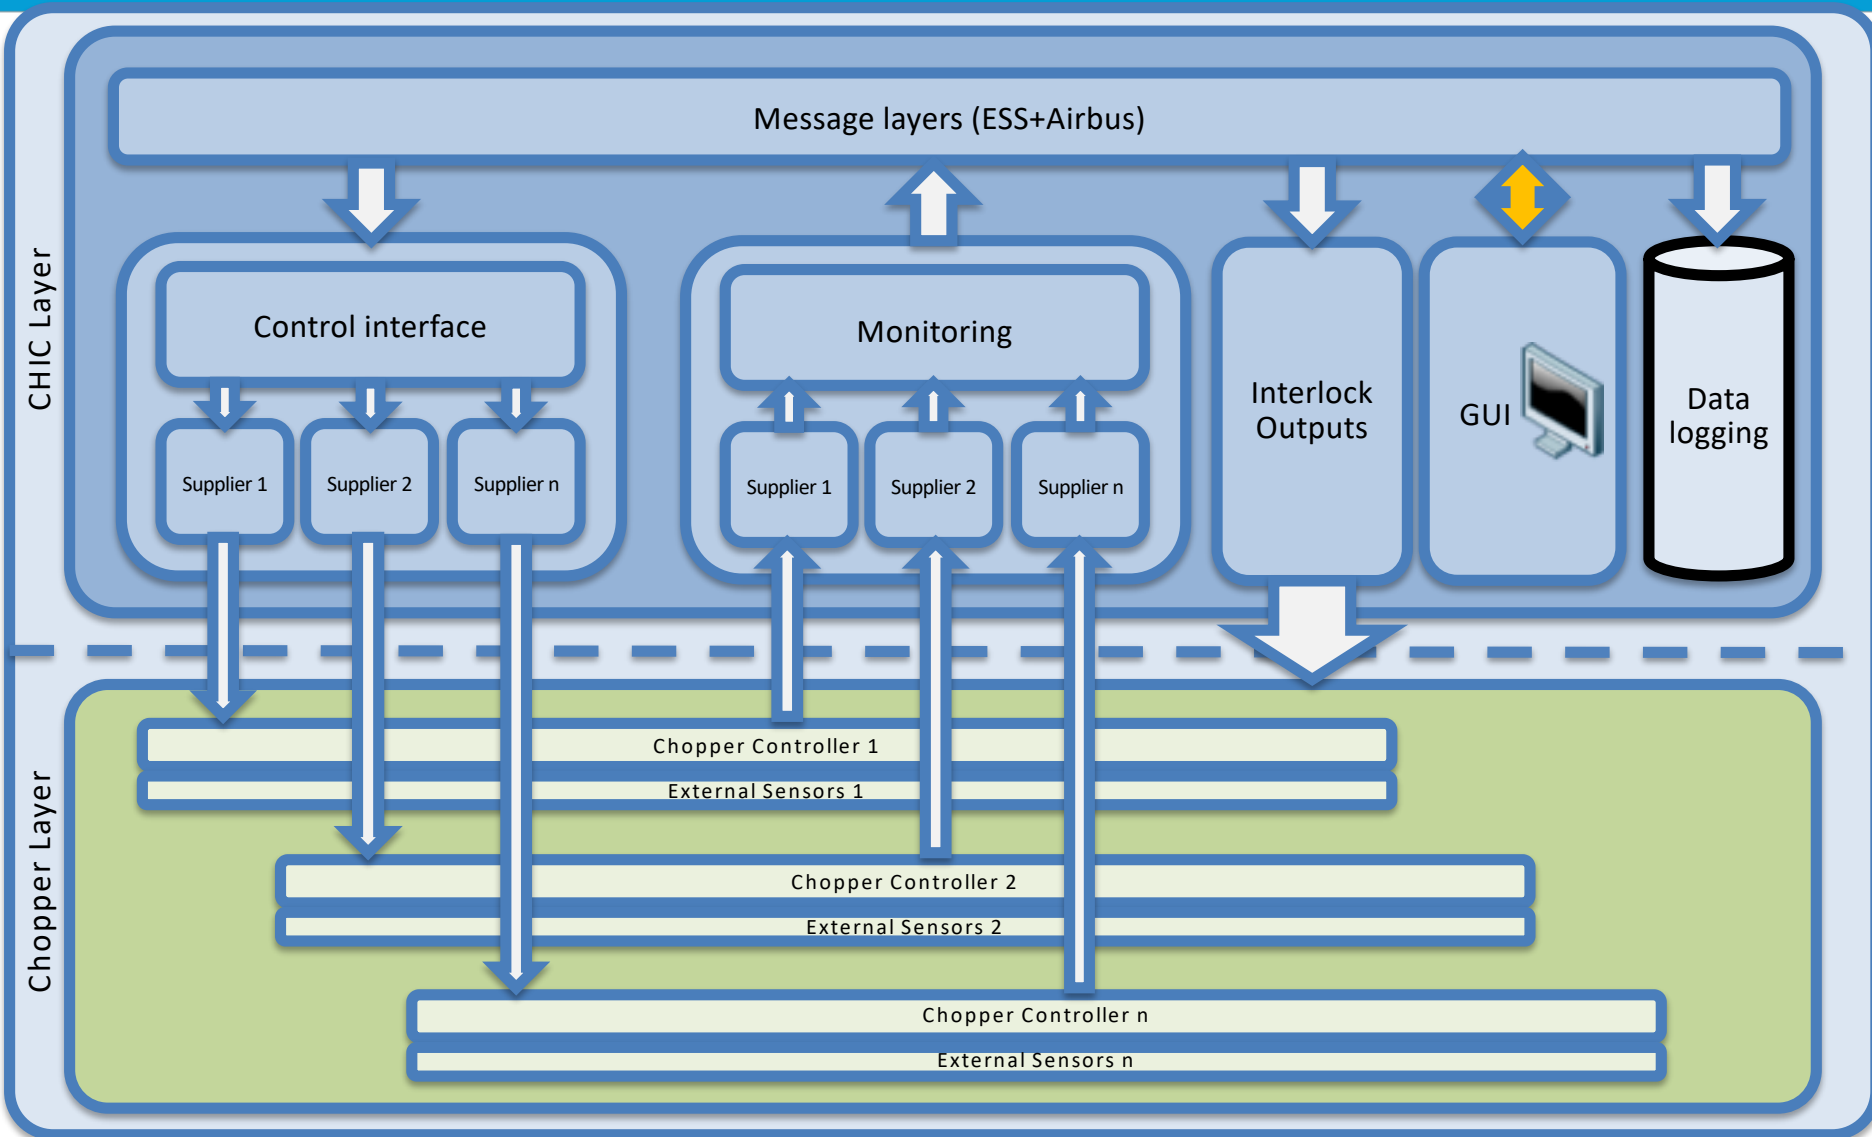 CHIC Layer
Message layers (ESS+Airbus)
Control interface
Supplier 1
Supplier 2
Supplier n
Monitoring
Supplier 1
Supplier 2
Supplier n
Interlock
Outputs
GUI
Data
logging
Chopper Layer
Chopper Controller 1
External Sensors 1
Chopper Controller 2
External Sensors 2
Chopper Controller n
External Sensors n